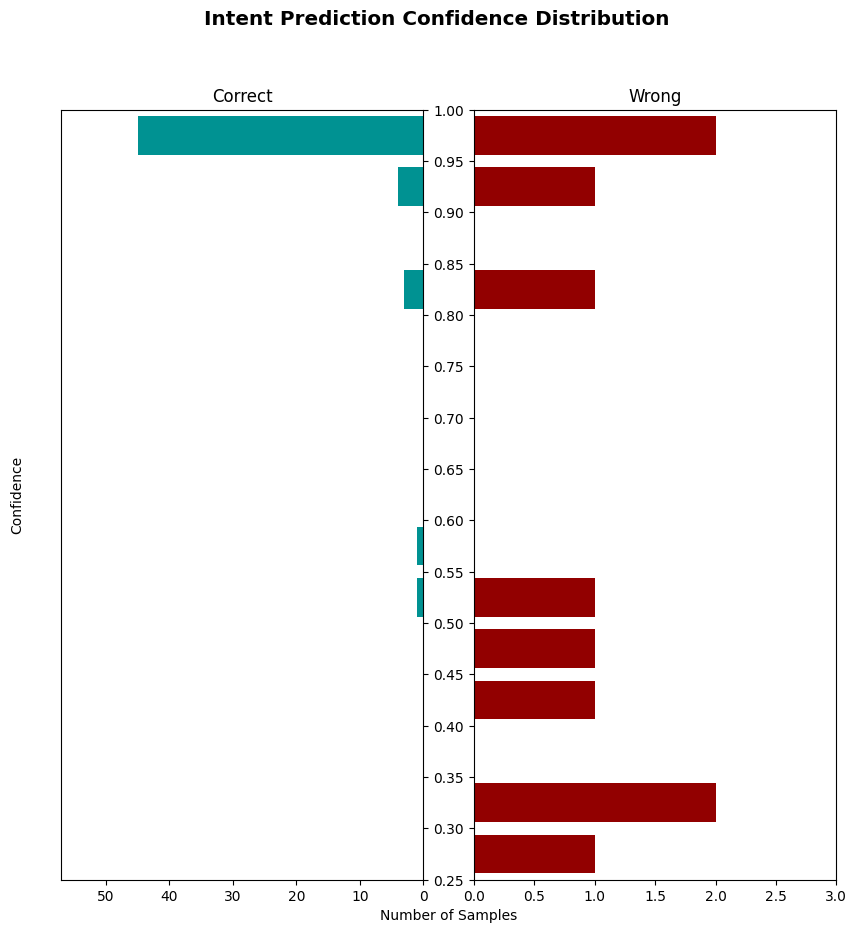 Intent Prediction Confidence Distribution
Correct
Wrong
1.00
0.95
0.90
0.85
0.80
0.75
0.70
0.65
0.60
0.55
0.50
0.45
0.40
0.35
0.30
0.25
Confidence
50 40 30 20 10 0
0.0 0.5 1.0 1.5 2.0 2.5 3.0
Number of Samples